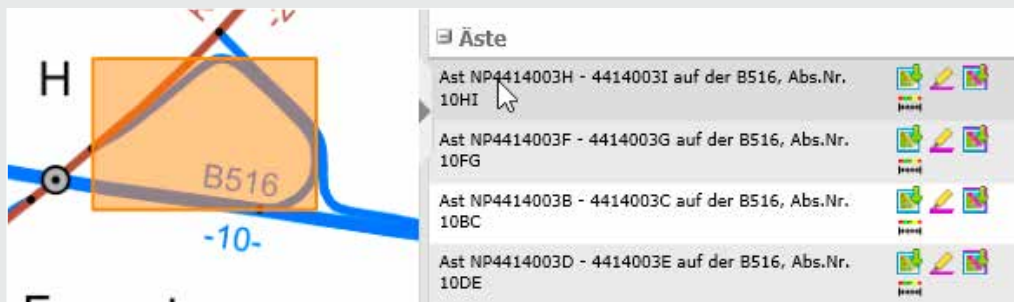 H
B516
-10-
Äste
Ast NP4414003H - 4414003I auf der B516, Abs.Nr.
10HI
Ast NP4414003F - 4414003G auf der B516, Abs.Nr.
10FG
Ast NP4414003B - 4414003C auf der B516, Abs.Nr.
10BC
Ast NP4414003D - 4414003E auf der B516, Abs.Nr.
10DE